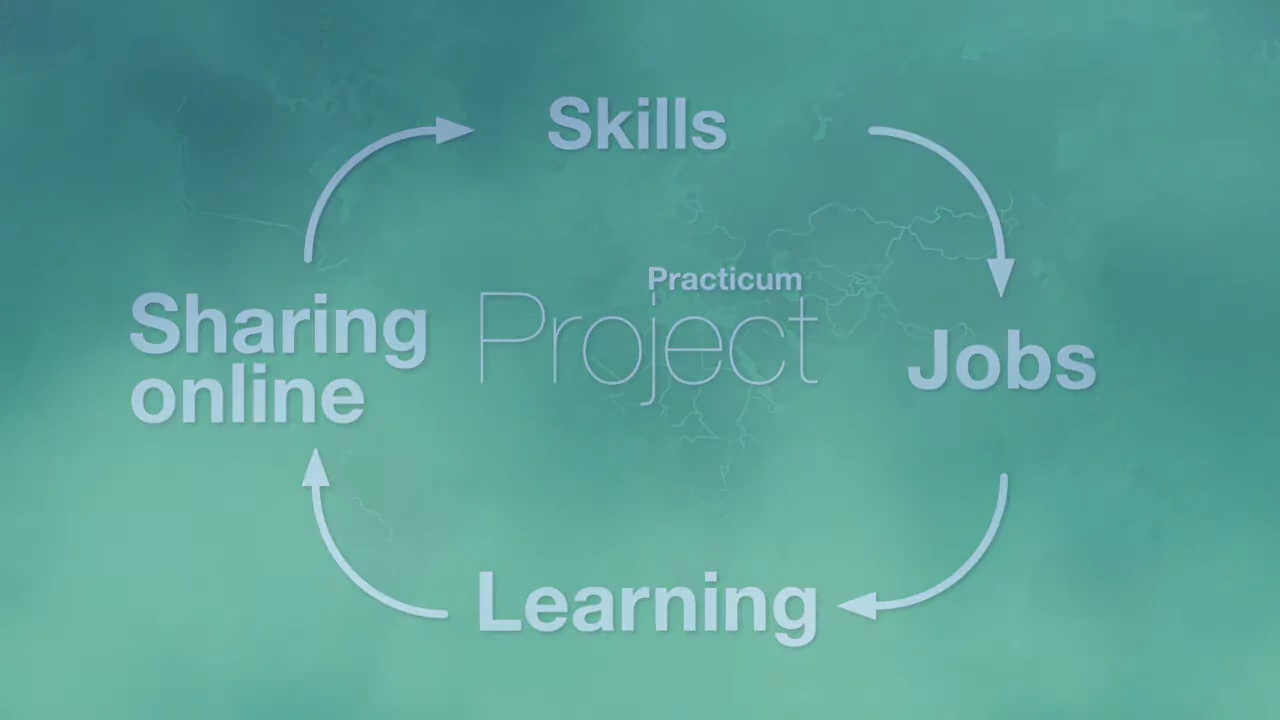 Skills
Practicum
Project
Sharing
online
Jobs
Learning